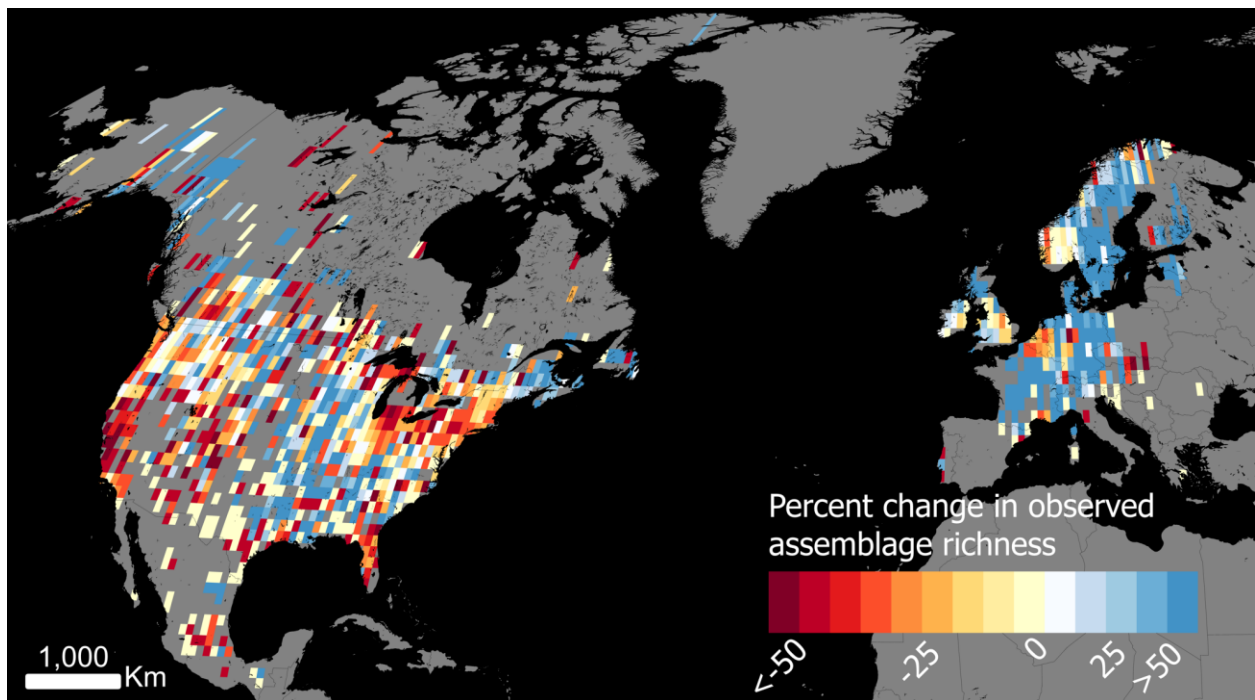 Percent change in observed
assemblage richness
<-50
-25
0
25
>50
1,000
Km